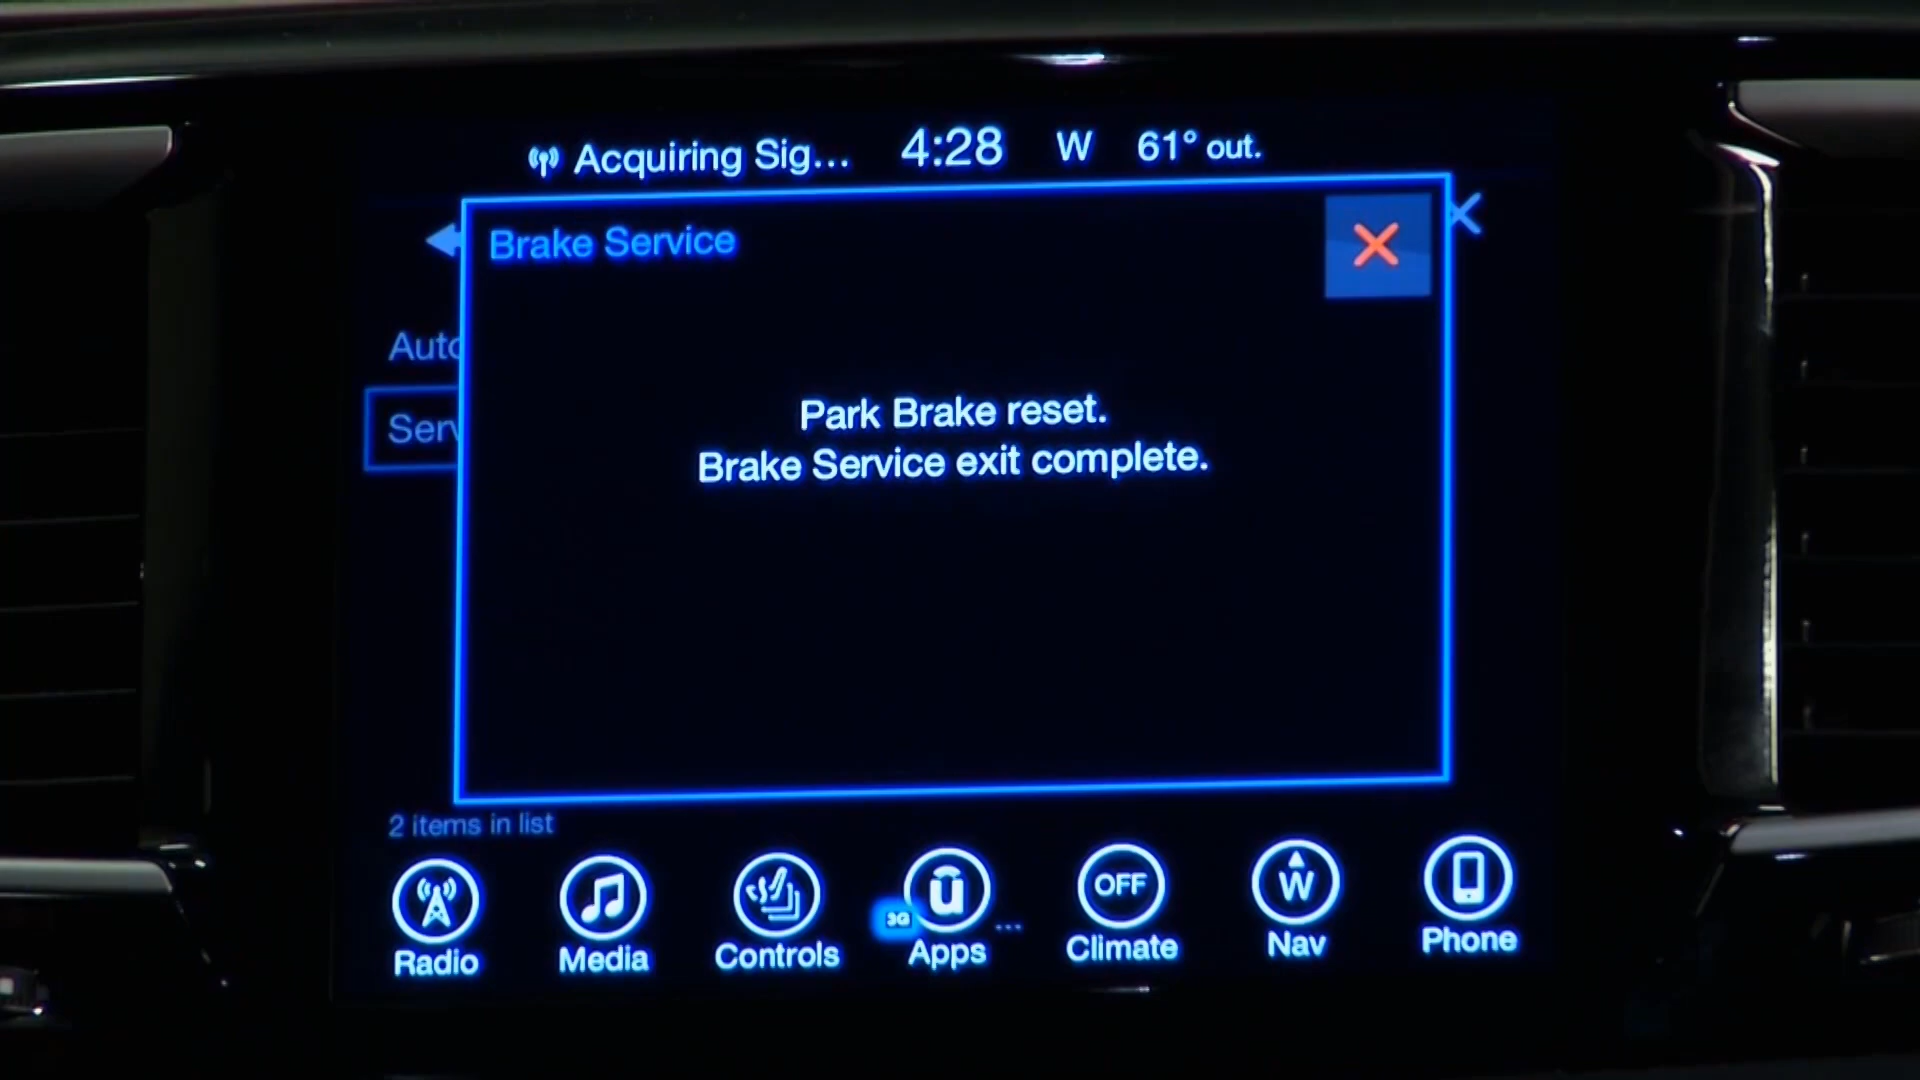 Acquiring Sig... 4:28 W 61° out.
Brake Service
Auto
Serv
Park Brake reset.
Brake Service exit complete.
2 items in list
OFF
W
3G
u
Radio Media Controls Apps ... Climate Nav Phone